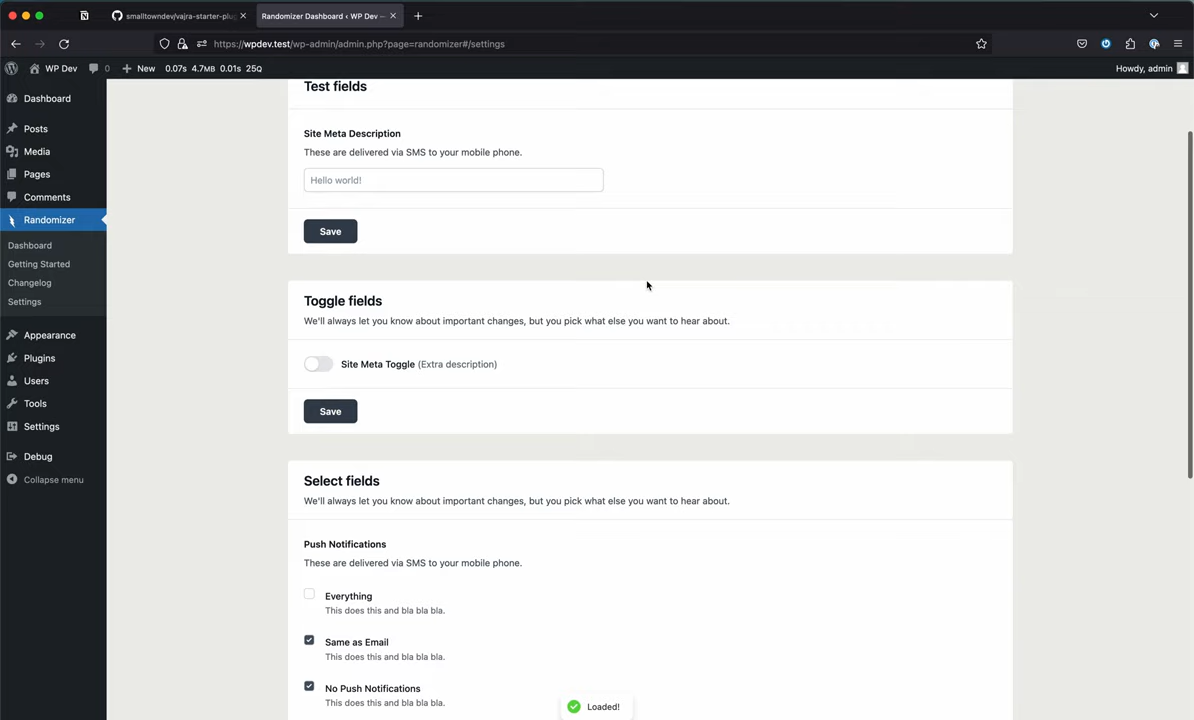 smalltowndev/vajra-starter-plu
Randomizer Dashboard ‹ WP Dev —
https://wpdev.test/wp-admin/admin.php?page=randomizer#/settings
WP Dev
0
New
0.07s 4.7MB 0.01s 25Q
Howdy, admin
Dashboard
Posts
Media
Pages
Comments
Randomizer
Dashboard
Getting Started
Changelog
Settings
Appearance
Plugins
Users
Tools
Settings
Debug
Collapse menu
Test fields
Site Meta Description
These are delivered via SMS to your mobile phone.
Hello world!
Save
Toggle fields
We'll always let you know about important changes, but you pick what else you want to hear about.
Site Meta Toggle (Extra description)
Save
Select fields
We'll always let you know about important changes, but you pick what else you want to hear about.
Push Notifications
These are delivered via SMS to your mobile phone.
Everything
This does this and bla bla bla.
Same as Email
This does this and bla bla bla.
No Push Notifications
This does this and bla bla bla.
Loaded!